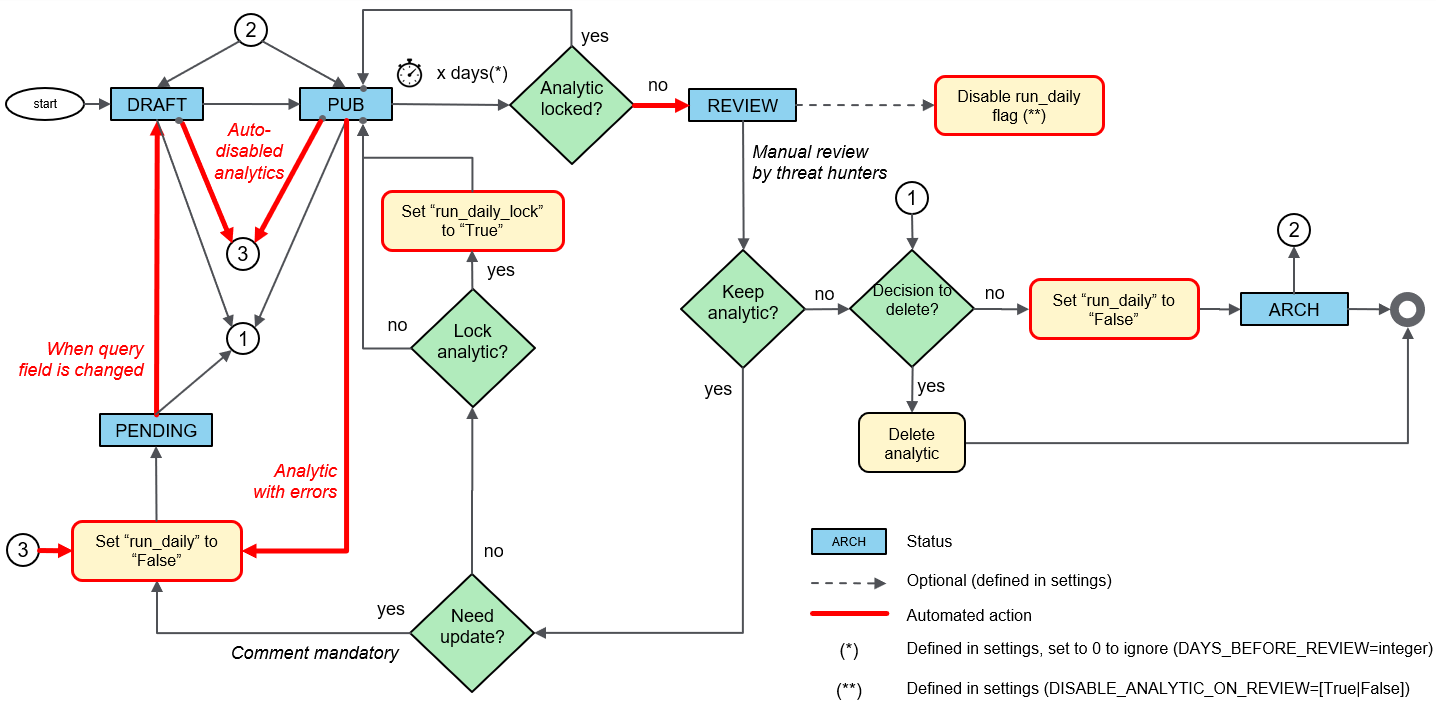 2
yes
x days(*)
Analytic
locked?
no
start
DRAFT
PUB
REVIEW
Disable run_daily
flag (**)
Auto-
disabled
analytics
Manual review
by threat hunters
Set “run_daily_lock”
to “True”
1
2
3
yes
Keep
analytic?
no
Decision to
delete?
no
Set “run_daily” to
“False”
ARCH
no
Lock
analytic?
1
When query
field is changed
yes
yes
PENDING
Delete
analytic
Analytic
with errors
3
Set “run_daily” to
“False”
no
yes
Need
update?
Comment mandatory
ARCH
Status
Optional (defined in settings)
Automated action
(*)
Defined in settings, set to 0 to ignore (DAYS_BEFORE_REVIEW=integer)
(**)
Defined in settings (DISABLE_ANALYTIC_ON_REVIEW=[True|False])